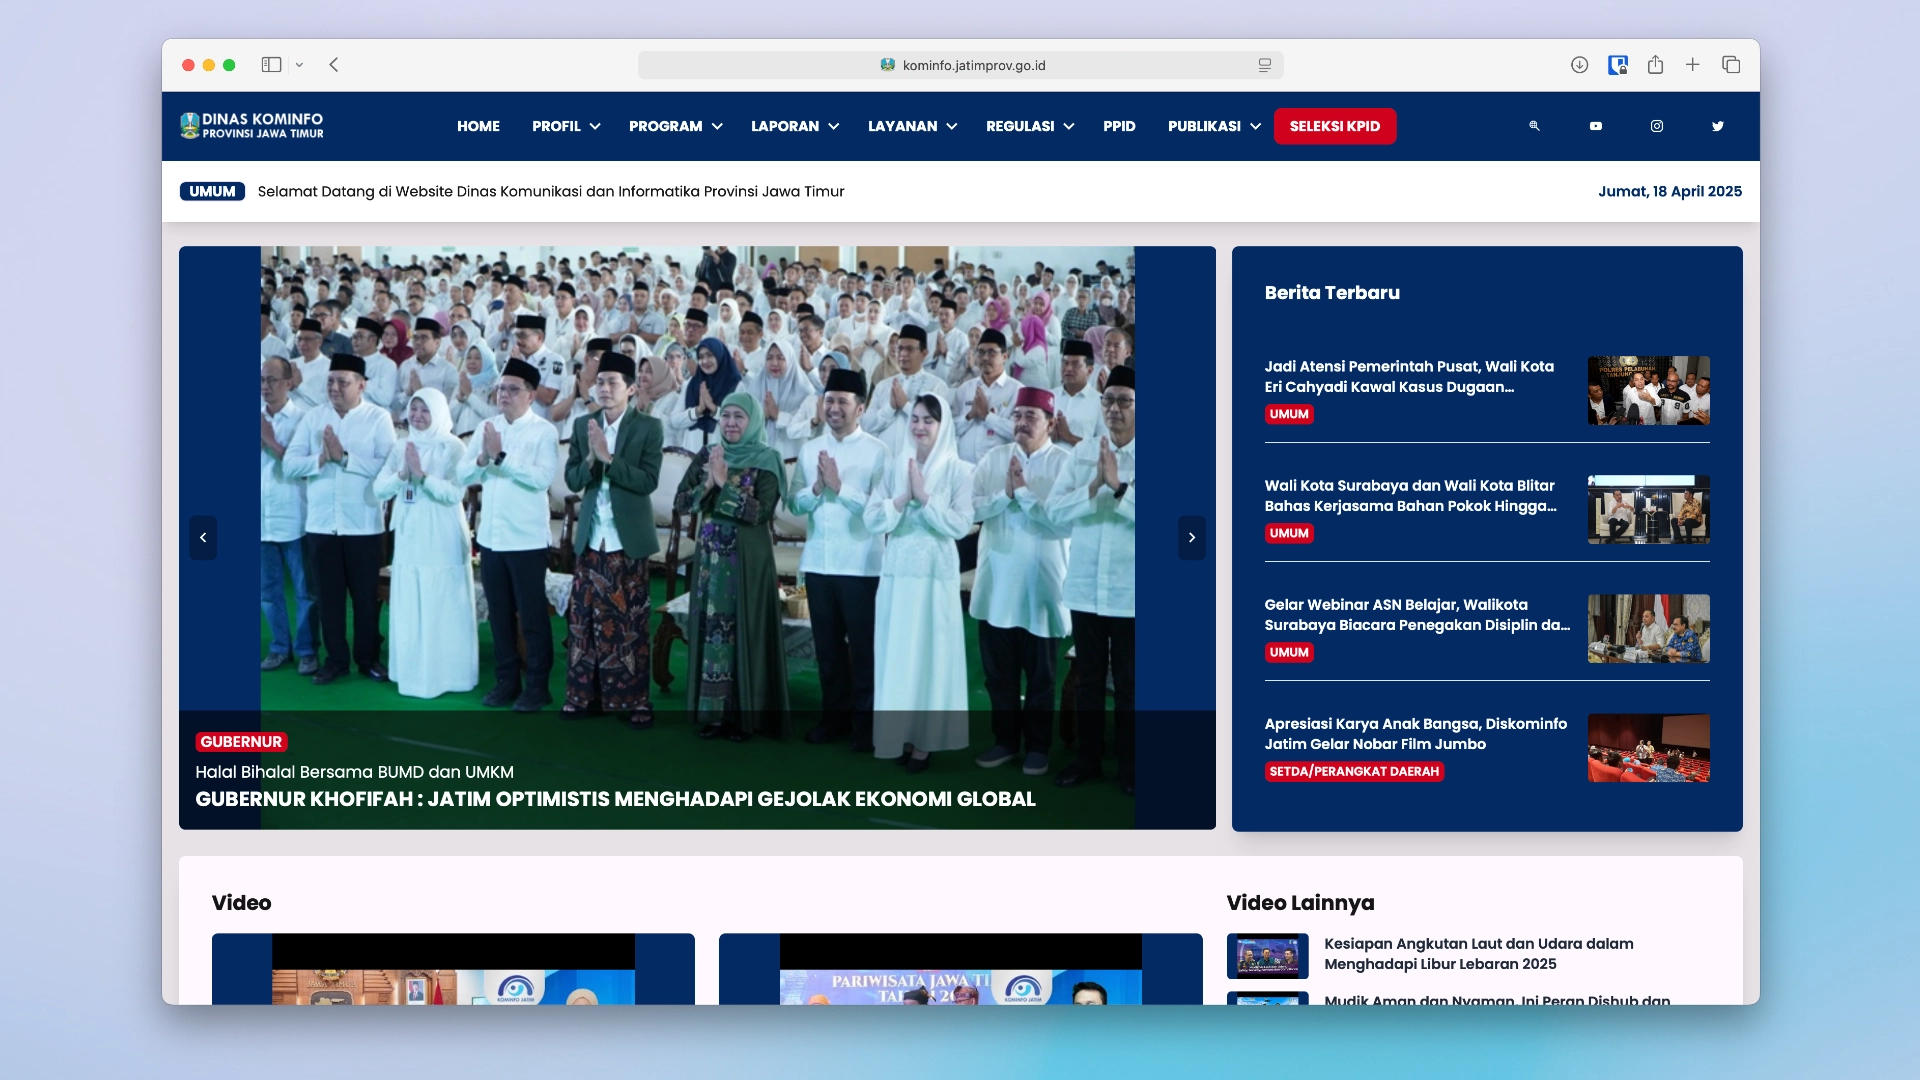 kominfo.jatimprov.go.id
DINAS KOMINFO
PROVINSI JAWA TIMUR
HOME
PROFIL
PROGRAM
LAPORAN
LAYANAN
REGULASI
PPID
PUBLIKASI
SELEKSI KPID
UMUM
Selamat Datang di Website Dinas Komunikasi dan Informatika Provinsi Jawa Timur
Jumat, 18 April 2025
GUBERNUR
Halal Bihalal Bersama BUMD dan UMKM
GUBERNUR KHOFIFAH : JATIM OPTIMISTIS MENGHADAPI GEJOLAK EKONOMI GLOBAL
Berita Terbaru
Jadi Atensi Pemerintah Pusat, Wali Kota
Eri Cahyadi Kawal Kasus Dugaan...
UMUM
Wali Kota Surabaya dan Wali Kota Blitar
Bahas Kerjasama Bahan Pokok Hingga...
UMUM
Gelar Webinar ASN Belajar, Walikota
Surabaya Biacara Penegakan Disiplin da...
UMUM
Apresiasi Karya Anak Bangsa, Diskominfo
Jatim Gelar Nobar Film Jumbo
SETDA/PERANGKAT DAERAH
Video
JAWA TIMUR
KOMINFO JATIM
PARIWISATA JAWA TI
KOMINFO JATIM
Video Lainnya
Kesiapan Angkutan Laut dan Udara dalam
Menghadapi Libur Lebaran 2025
Mudik Aman dan Nyaman, Ini Peran Dishub dan